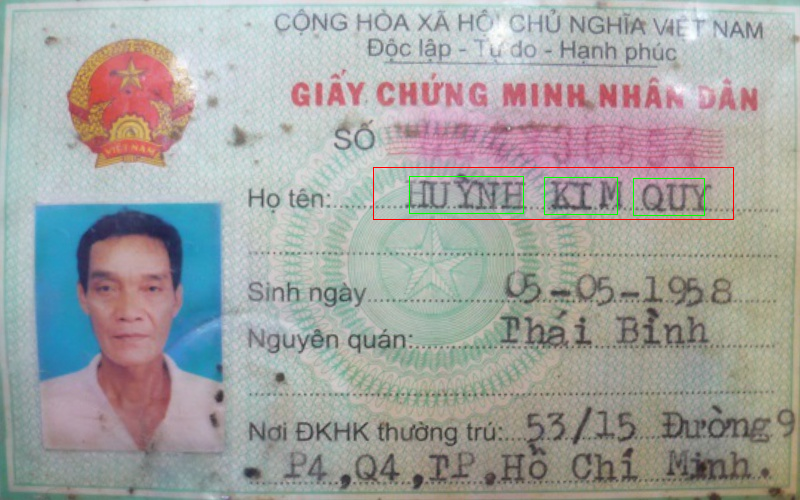 CỘNG HÒA XÃ HỘI CHỦ NGHĨA VIỆT NAM
Độc lập - Tự do - Hạnh phúc
GIẤY CHỨNG MINH NHÂN DÂN
SỐ
Họ tên: HUỲNH KIM QUY
Sinh ngày 05-05-1958
Nguyên quán: Thái Bình
Nơi ĐKHK thường trú: 53/15 Đường 9
P4,Q4,TP.Hồ Chí Minh.
VIỆT NAM